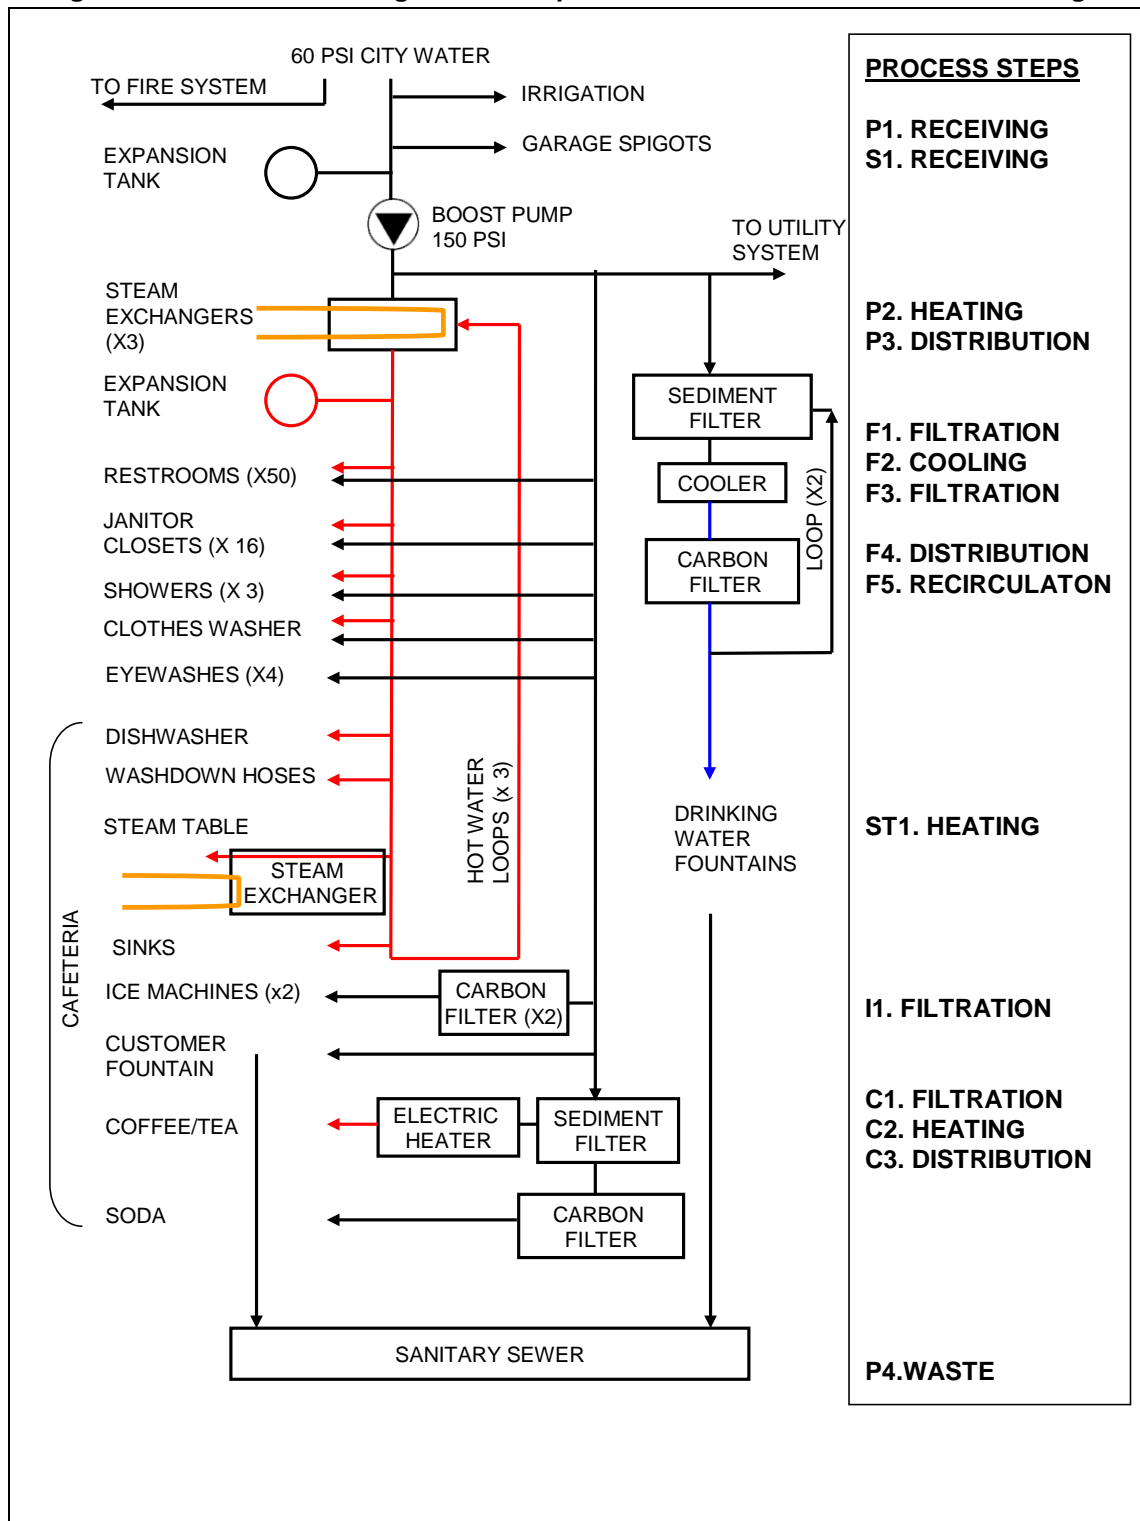 60 PSI CITY WATER
TO FIRE SYSTEM
IRRIGATION
GARAGE SPIGOTS
EXPANSION
TANK
BOOST PUMP
150 PSI
TO UTILITY
SYSTEM
STEAM
EXCHANGERS
(X3)
EXPANSION
TANK
SEDIMENT
FILTER
COOLER
CARBON
FILTER
LOOP (X2)
RESTROOMS (X50)
JANITOR
CLOSETS (X 16)
SHOWERS (X 3)
CLOTHES WASHER
EYEWASHES (X4)
DISHWASHER
WASHDOWN HOSES
STEAM TABLE
STEAM
EXCHANGER
HOT WATER
LOOPS (x 3)
DRINKING
WATER
FOUNTAINS
CAFETERIA
SINKS
ICE MACHINES (x2)
CARBON
FILTER (X2)
CUSTOMER
FOUNTAIN
COFFEE/TEA
ELECTRIC
HEATER
SEDIMENT
FILTER
SODA
CARBON
FILTER
SANITARY SEWER
PROCESS STEPS
P1. RECEIVING
S1. RECEIVING
P2. HEATING
P3. DISTRIBUTION
F1. FILTRATION
F2. COOLING
F3. FILTRATION
F4. DISTRIBUTION
F5. RECIRCULATON
ST1. HEATING
I1. FILTRATION
C1. FILTRATION
C2. HEATING
C3. DISTRIBUTION
P4.WASTE